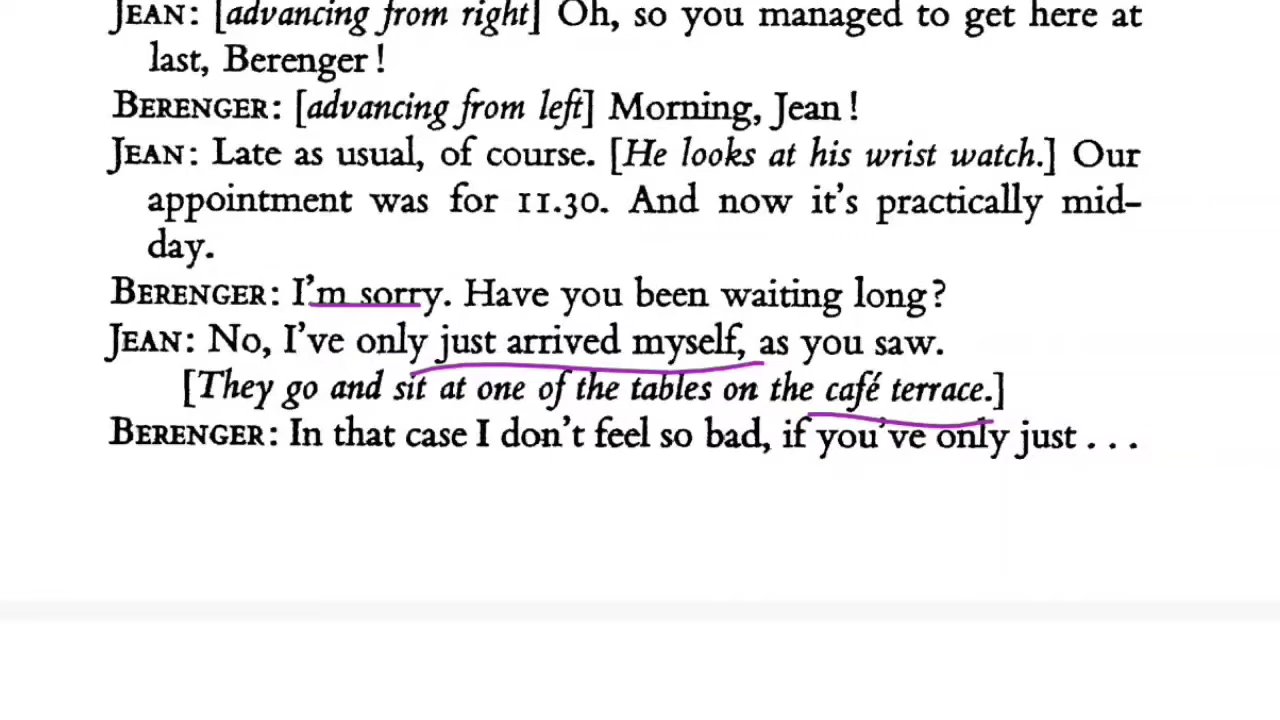 JEAN: [advancing from right] Oh, so you managed to get here at
last, Berenger!
BERENGER: [advancing from left] Morning, Jean!
JEAN: Late as usual, of course. [He looks at his wrist watch.] Our
appointment was for 11.30. And now it's practically mid-
day.
BERENGER: I'm sorry. Have you been waiting long?
JEAN: No, I've only just arrived myself, as you saw.
[They go and sit at one of the tables on the café terrace.]
BERENGER: In that case I don't feel so bad, if you've only just . . .